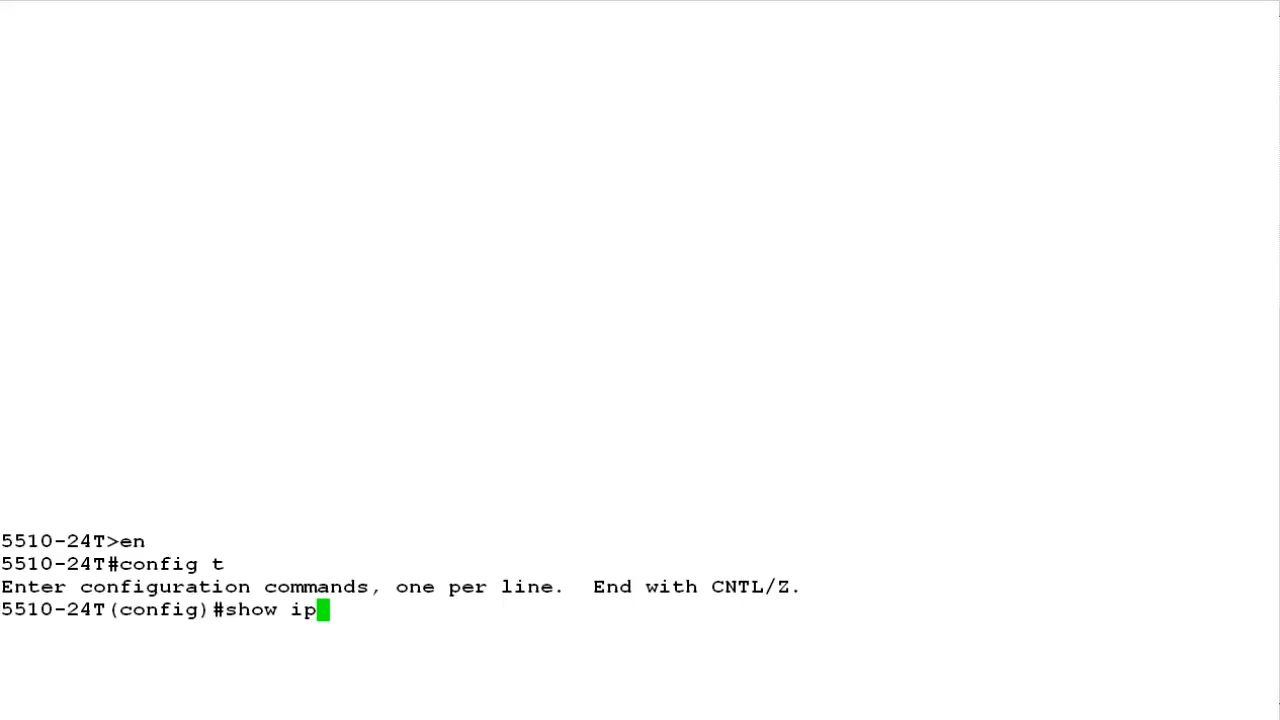 5510-24T>en
5510-24T#config t
Enter configuration commands, one per line.  End with CNTL/Z.
5510-24T(config)#show ip